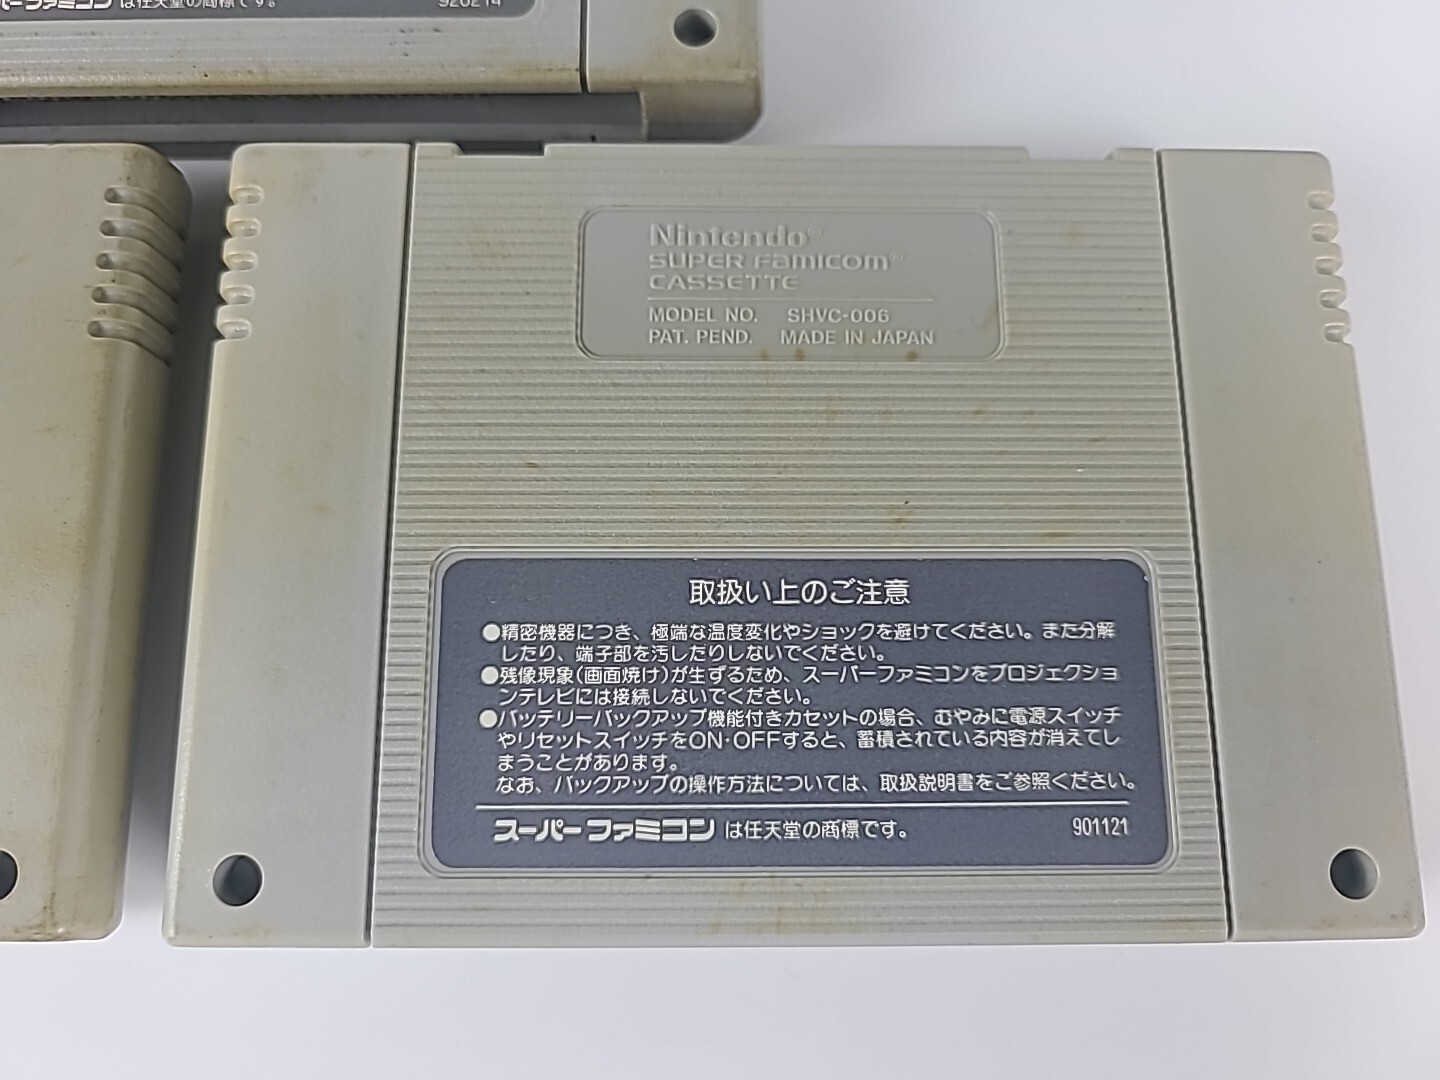 スーパーファミコン は任天堂の商標です。 920214
Nintendo®
SUPER FAMICOM®
CASSETTE
MODEL NO. SHVC-006
PAT. PEND. MADE IN JAPAN
取扱い上のご注意
●精密機器につき、極端な温度変化やショックを避けてください。また分解
したり、端子部を汚したりしないでください。
●残像現象(画面焼け)が生ずるため、スーパーファミコンをプロジェクショ
ンテレビには接続しないでください。
●バッテリーバックアップ機能付きカセットの場合、むやみに電源スイッチ
やリセットスイッチをON・OFFすると、蓄積されている内容が消えてし
まうことがあります。
なお、バックアップの操作方法については、取扱説明書をご参照ください。
スーパーファミコン は任天堂の商標です。 901121